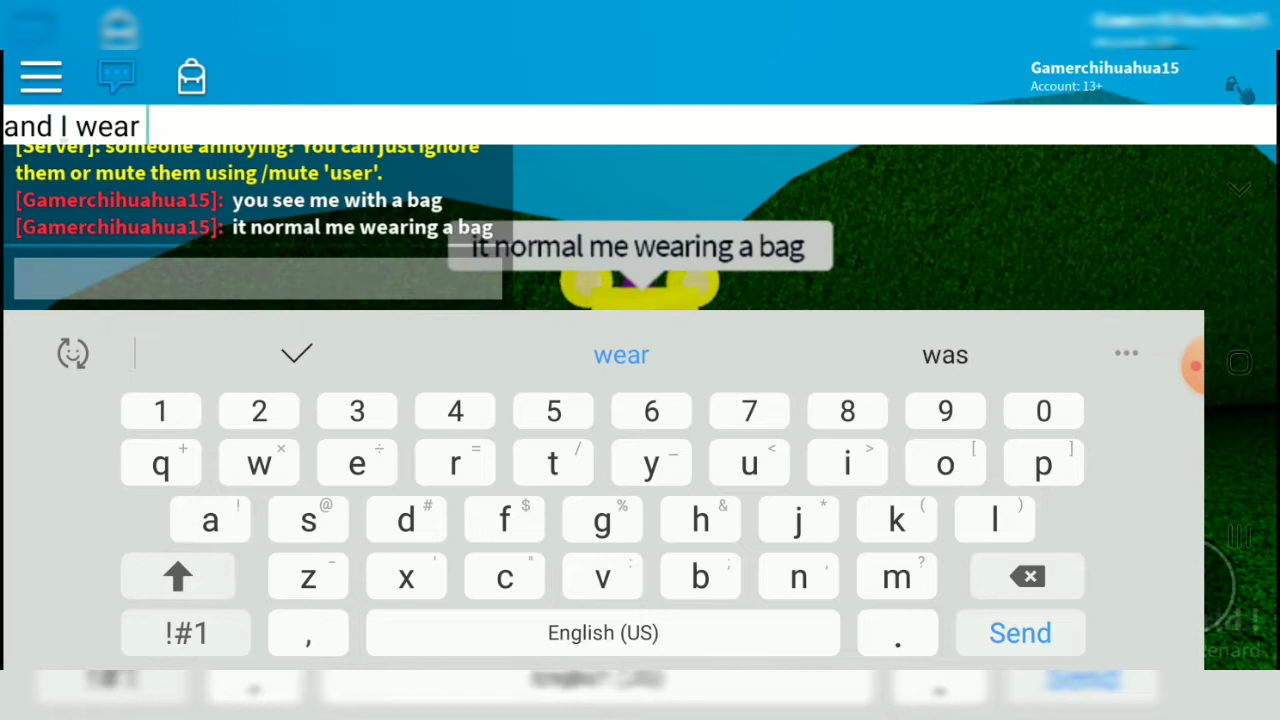 Gamerchihuahua15
Account: 13+
and I wear
[Server]: someone annoying? You can just ignore
them or mute them using /mute 'user'.
[Gamerchihuahua15]: you see me with a bag
[Gamerchihuahua15]: it normal me wearing a bag
it normal me wearing a bag
wear was
1 2 3 4 5 6 7 8 9 0
q + w × e ÷ r = t / y _ u < i > o [ p ]
a ! s @ d # f $ g % h & j * k ( l )
z - x ' c " v : b ; n , m ?
!#1 , English (US) . Send